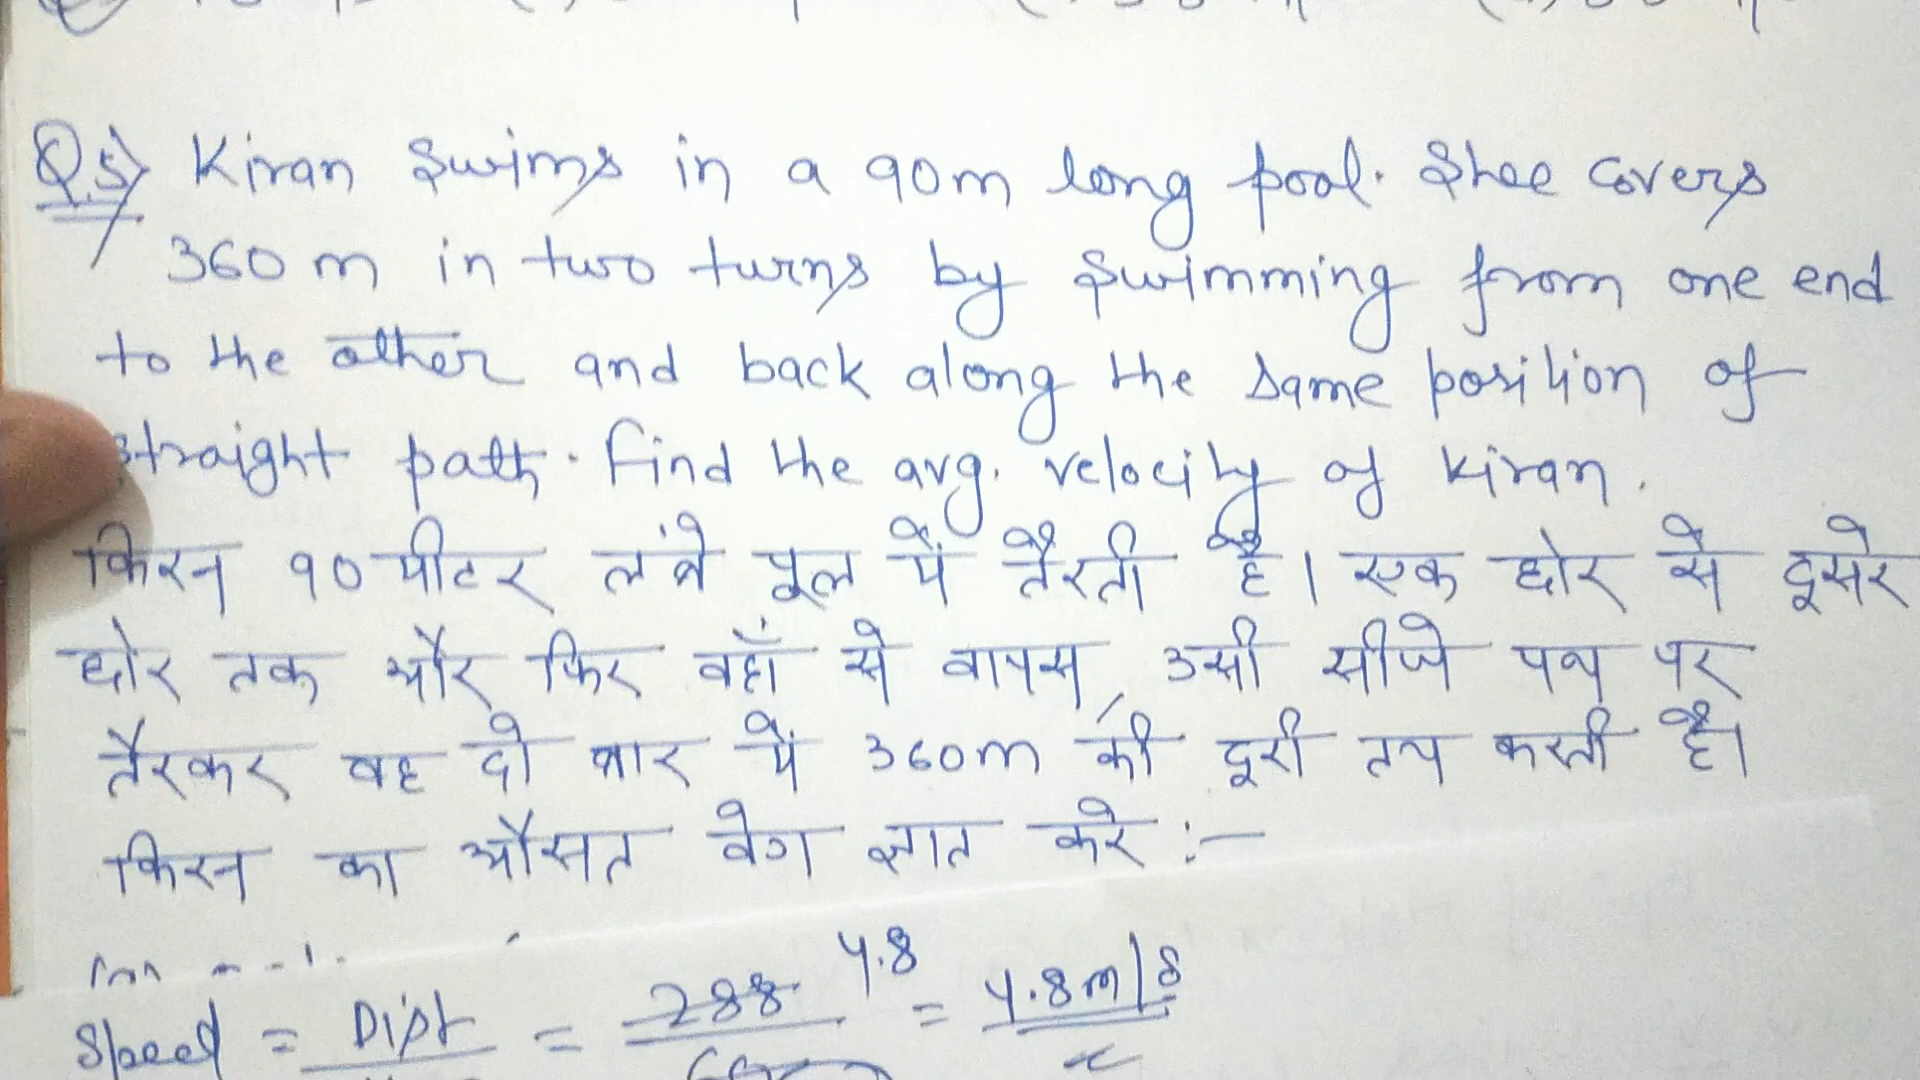 Q.5) Kiran swims in a 90m long pool. Shee covers
360 m in two turns by swimming from one end
to the other and back along the same position of
straight path. find the avg. velocity of Kiran.
किरन 90 मीटर लंबे पूल में तैरती है। एक छोर से दूसरे
छोर तक और फिर वहाँ से वापस, उसी सीधे पथ पर
तैरकर वह दो बार में 360m की दूरी तय करती है।
किरन का औसत वेग ज्ञात करे :-
Speed = Dist = 288 4.8 = 4.8m/s